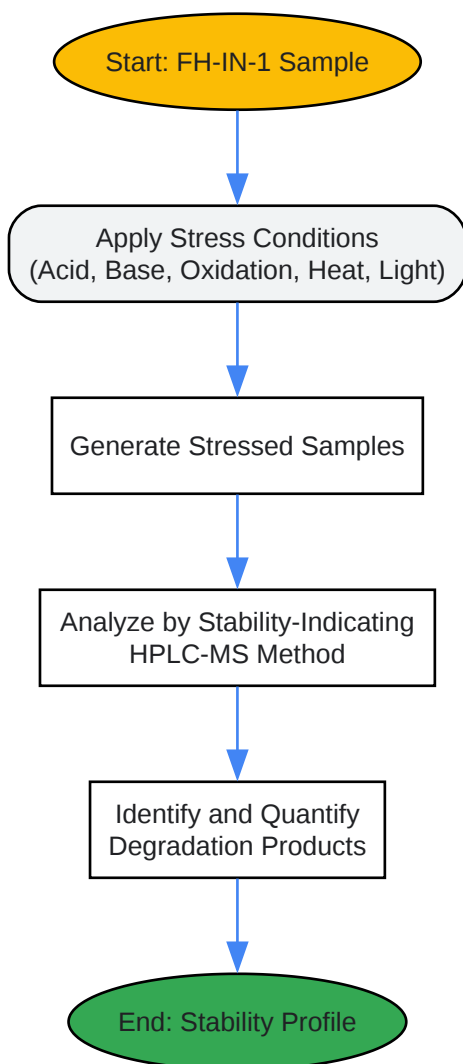 Start: FH-IN-1 Sample
Apply Stress Conditions
(Acid, Base, Oxidation, Heat, Light)
Generate Stressed Samples
Analyze by Stability-Indicating
HPLC-MS Method
Identify and Quantify
Degradation Products
End: Stability Profile